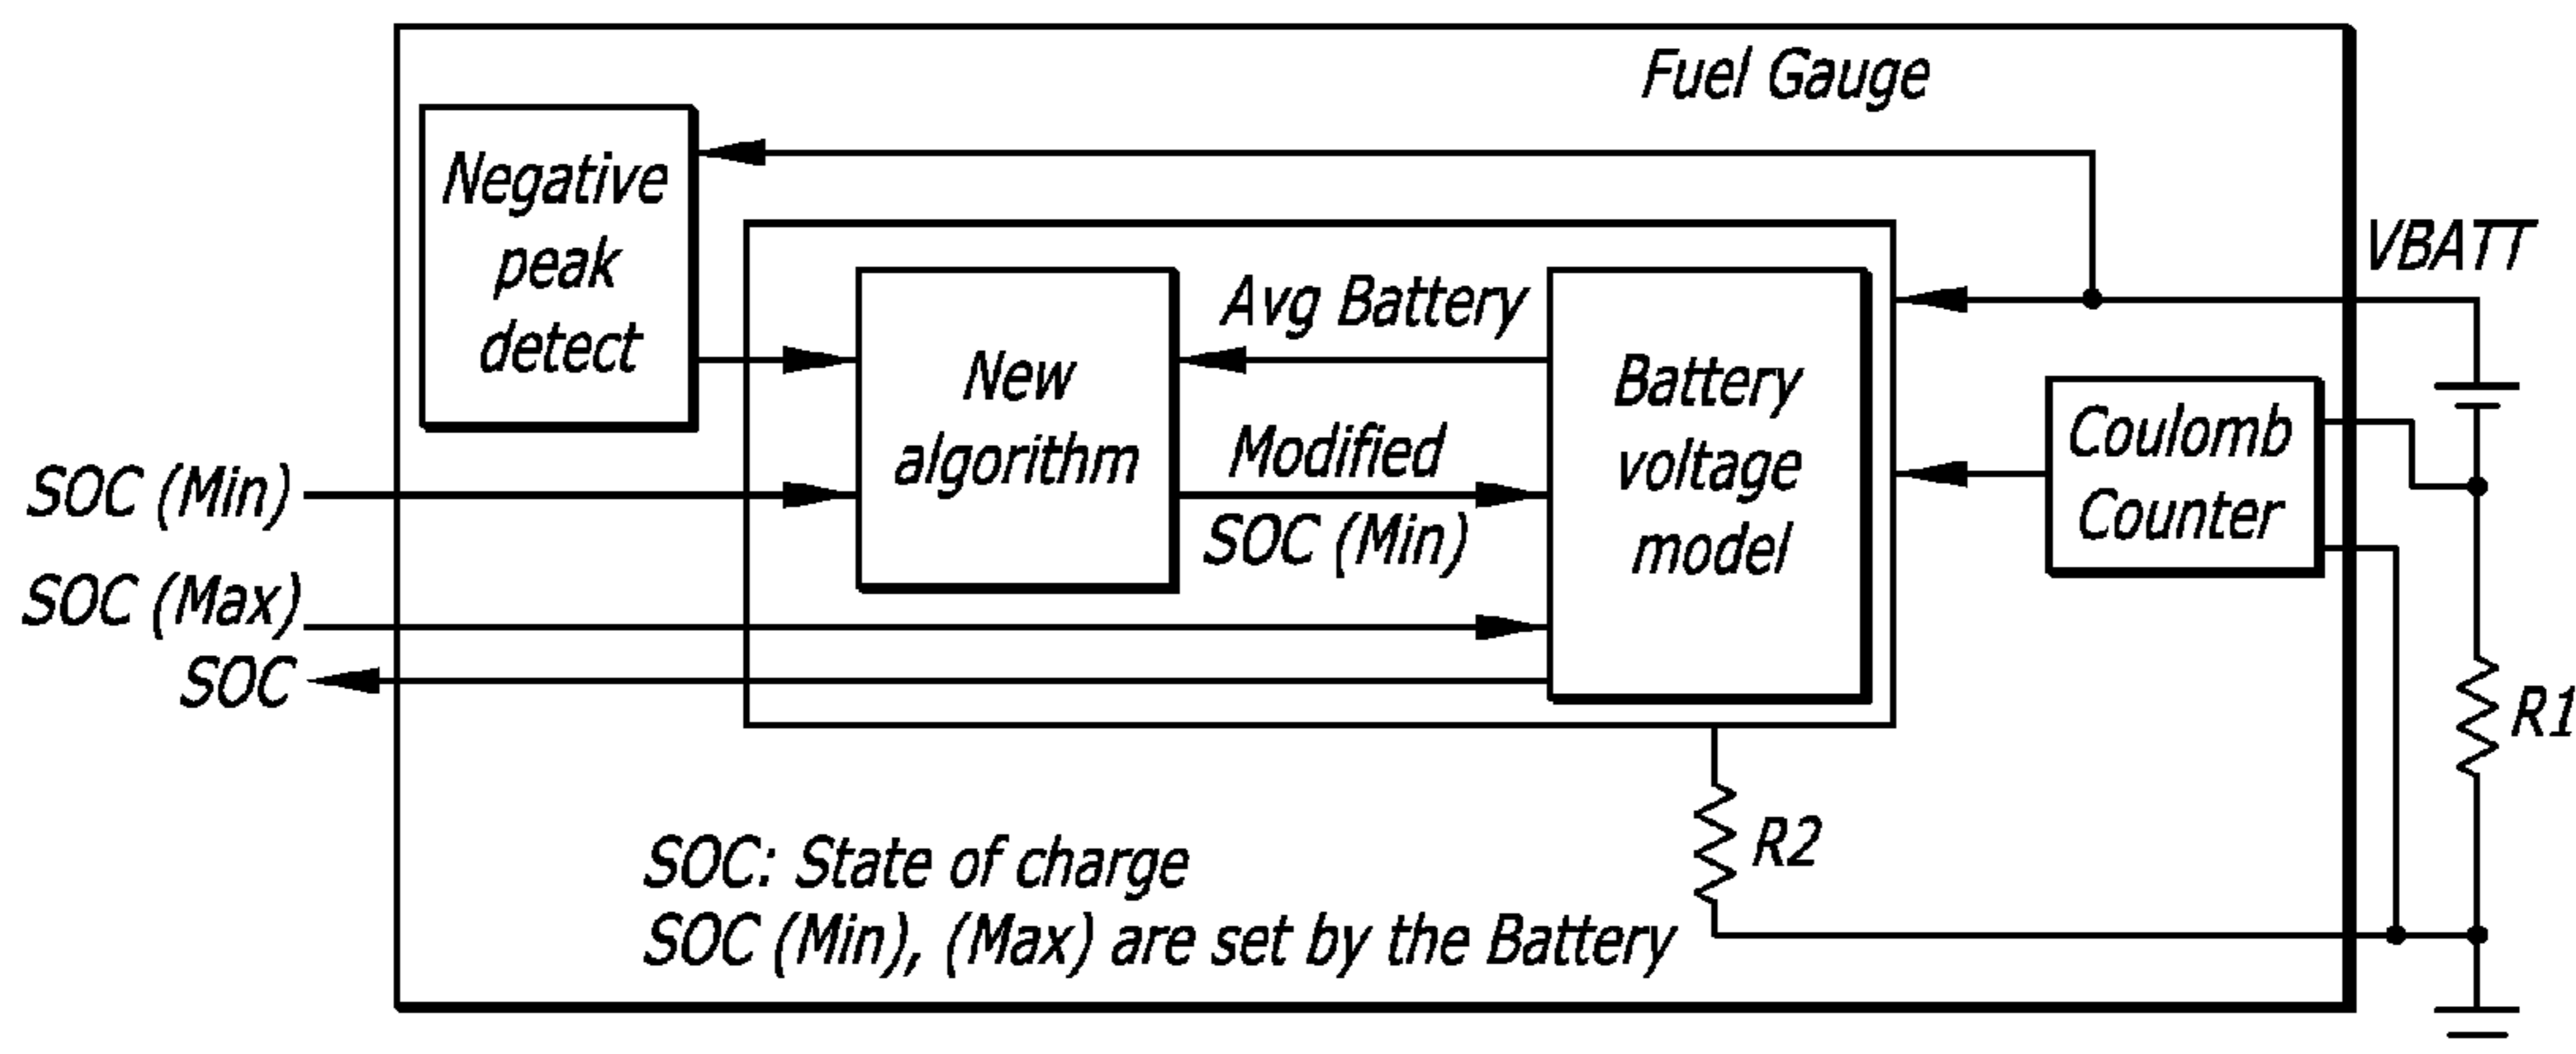 Fuel Gauge
Negative
peak
detect
VBATT
Avg Battery
New
algorithm
Battery
voltage
model
Coulomb
Counter
Modified
SOC (Min)
SOC (Min)
SOC (Max)
SOC
R1
R2
SOC: State of charge
SOC (Min), (Max) are set by the Battery